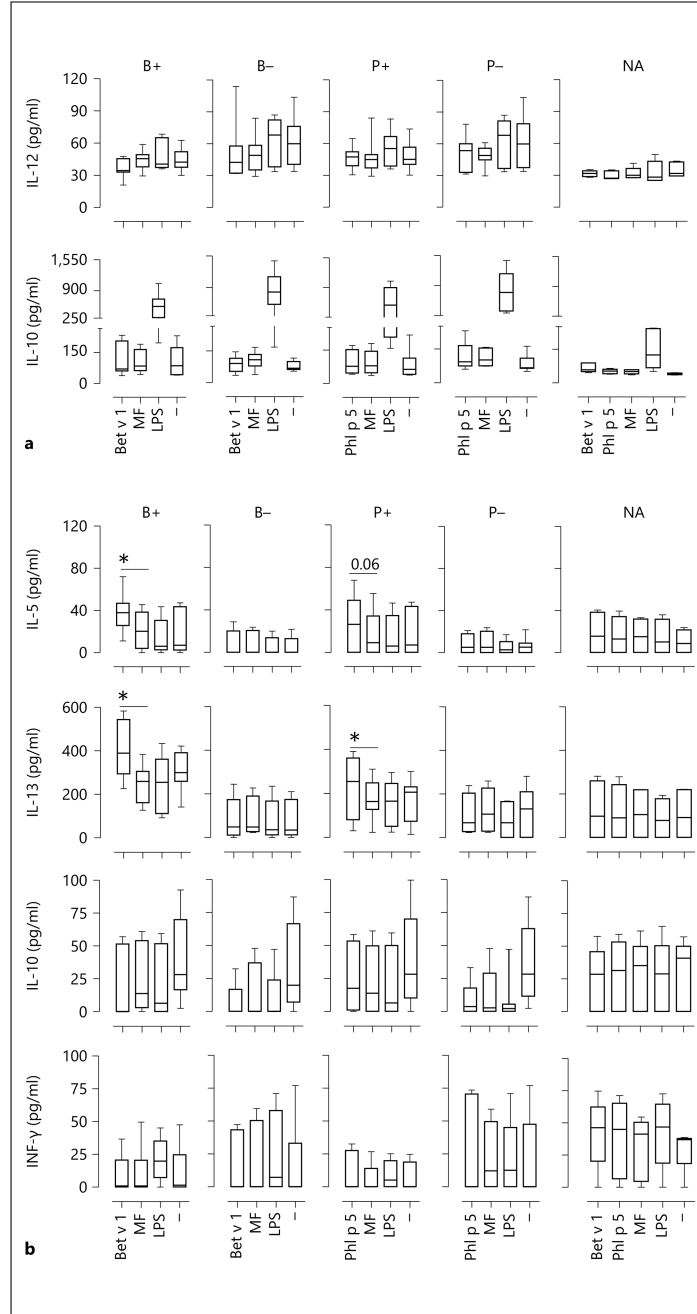 B+ B– P+ P– NA
IL-12 (pg/ml)
120
90
60
30
0
IL-10 (pg/ml)
1,550
900
250
150
100
0
Bet v 1 MF LPS – Bet v 1 MF LPS – Phl p 5 MF LPS – Phl p 5 MF LPS – Bet v 1 Phl p 5 MF LPS –
a
B+ B– P+ P– NA
IL-5 (pg/ml)
120
80
40
0
*
0.06
IL-13 (pg/ml)
600
400
200
0
*
*
IL-10 (pg/ml)
100
75
50
25
0
INF-γ (pg/ml)
100
75
50
25
0
Bet v 1 MF LPS – Bet v 1 MF LPS – Phl p 5 MF LPS – Phl p 5 MF LPS – Bet v 1 Phl p 5 MF LPS –
b